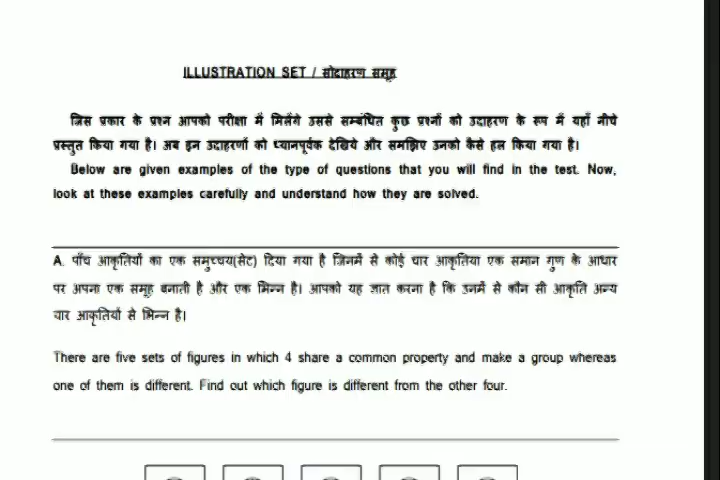 ILLUSTRATION SET / सोदाहरण समूह
जिस प्रकार के प्रश्न आपको परीक्षा में मिलेंगे उससे सम्बंधित कुछ प्रश्नों को उदाहरण के रूप में यहाँ नीचे
प्रस्तुत किया गया है। अब इन उदाहरणों को ध्यानपूर्वक देखिये और समझिए उनको कैसे हल किया गया है।
Below are given examples of the type of questions that you will find in the test. Now,
look at these examples carefully and understand how they are solved.
A. पाँच आकृतियों का एक समुच्चय(सेट) दिया गया है जिनमें से कोई चार आकृतिया एक समान गुण के आधार
पर अपना एक समूह बनाती है और एक भिन्न है। आपको यह ज्ञात करना है कि उनमें से कौन सी आकृति अन्य
चार आकृतियों से भिन्न है।
There are five sets of figures in which 4 share a common property and make a group whereas
one of them is different. Find out which figure is different from the other four.